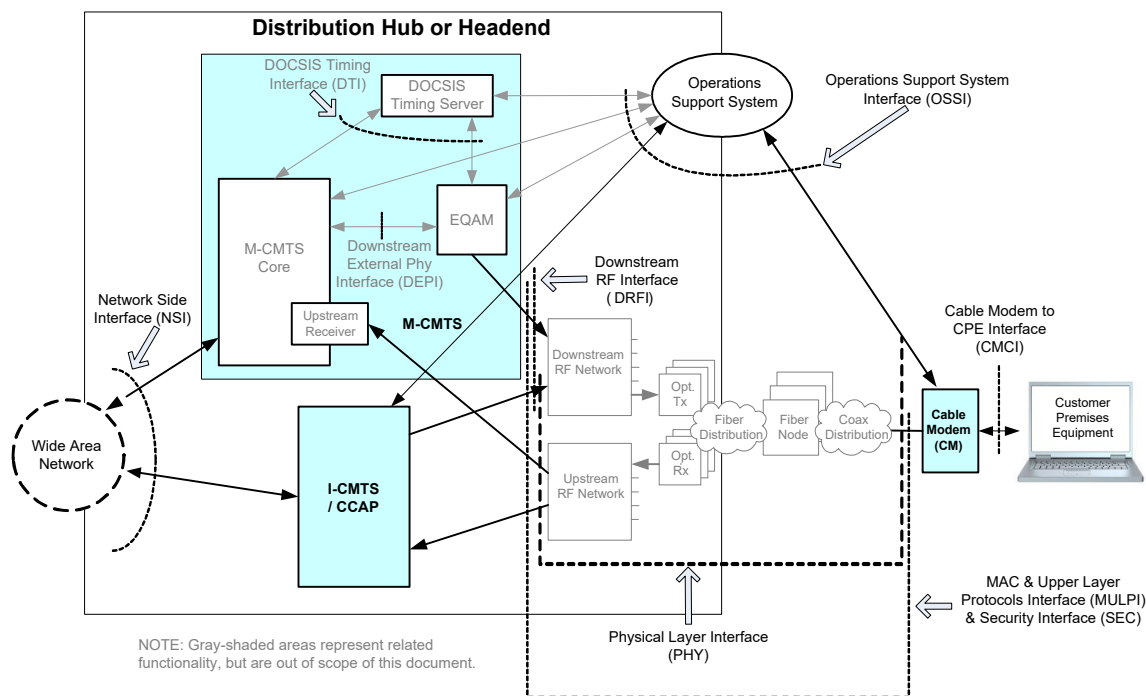 Distribution Hub or Headend
DOCSIS Timing
Interface (DTI)
DOCSIS
Timing Server
Operations
Support System
Operations Support System
Interface (OSSI)
M-CMTS
Core
EQAM
Downstream
External Phy
Interface (DEPI)
Upstream
Receiver
M-CMTS
Network Side
Interface (NSI)
Downstream
RF Interface
( DRFI)
Cable Modem to
CPE Interface
(CMCI)
Wide Area
Network
I-CMTS
/ CCAP
Downstream
RF Network
Opt.
Tx
Upstream
RF Network
Opt.
Rx
Fiber
Distribution
Fiber
Node
Coax
Distribution
Cable
Modem
(CM)
Customer
Premises
Equipment
MAC & Upper Layer
Protocols Interface (MULPI)
& Security Interface (SEC)
Physical Layer Interface
(PHY)
NOTE: Gray-shaded areas represent related
functionality, but are out of scope of this document.